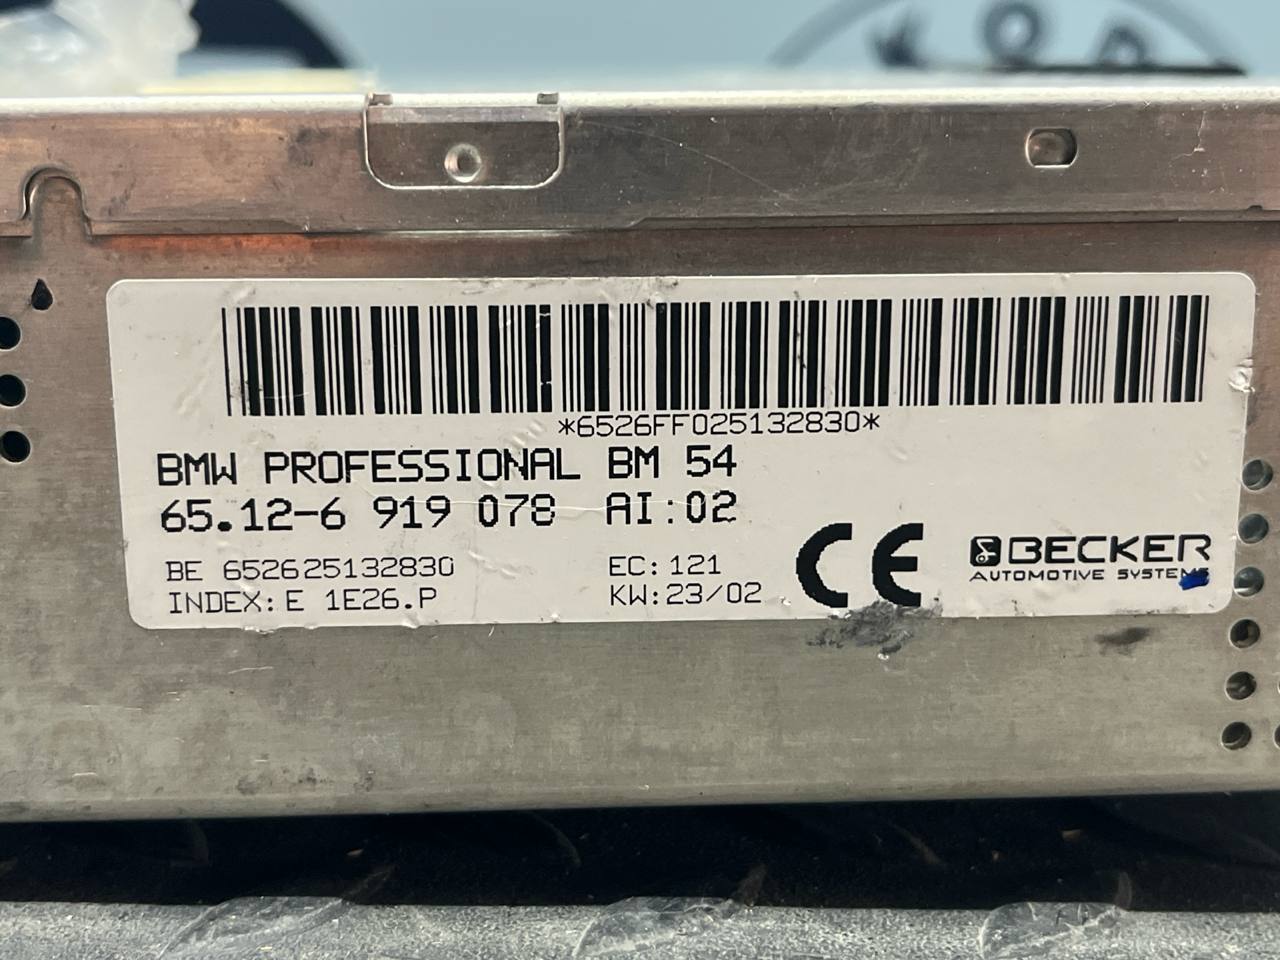 *6526FF025132830*
BMW PROFESSIONAL BM 54
65.12-6 919 078 AI:02
BE 652625132830
INDEX: E 1E26.P
EC: 121
KW: 23/02
CE
BECKER
AUTOMOTIVE SYSTEMS